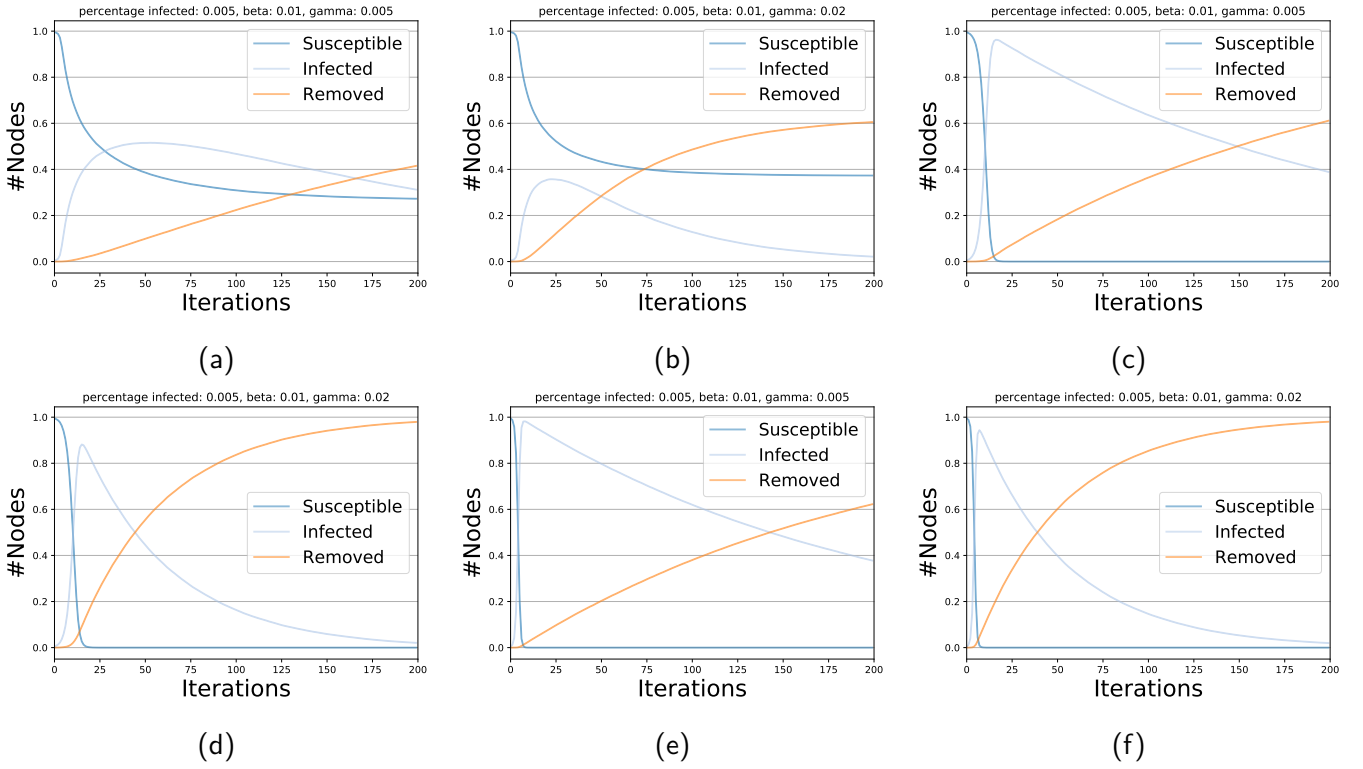 percentage infected: 0.005, beta: 0.01, gamma: 0.005
#Nodes
1.0
0.8
0.6
0.4
0.2
0.0
Susceptible
Infected
Removed
0 25 50 75 100 125 150 175 200
Iterations
(a)
percentage infected: 0.005, beta: 0.01, gamma: 0.02
#Nodes
1.0
0.8
0.6
0.4
0.2
0.0
Susceptible
Infected
Removed
0 25 50 75 100 125 150 175 200
Iterations
(b)
percentage infected: 0.005, beta: 0.01, gamma: 0.005
#Nodes
1.0
0.8
0.6
0.4
0.2
0.0
Susceptible
Infected
Removed
0 25 50 75 100 125 150 175 200
Iterations
(c)
percentage infected: 0.005, beta: 0.01, gamma: 0.02
#Nodes
1.0
0.8
0.6
0.4
0.2
0.0
Susceptible
Infected
Removed
0 25 50 75 100 125 150 175 200
Iterations
(d)
percentage infected: 0.005, beta: 0.01, gamma: 0.005
#Nodes
1.0
0.8
0.6
0.4
0.2
0.0
Susceptible
Infected
Removed
0 25 50 75 100 125 150 175 200
Iterations
(e)
percentage infected: 0.005, beta: 0.01, gamma: 0.02
#Nodes
1.0
0.8
0.6
0.4
0.2
0.0
Susceptible
Infected
Removed
0 25 50 75 100 125 150 175 200
Iterations
(f)